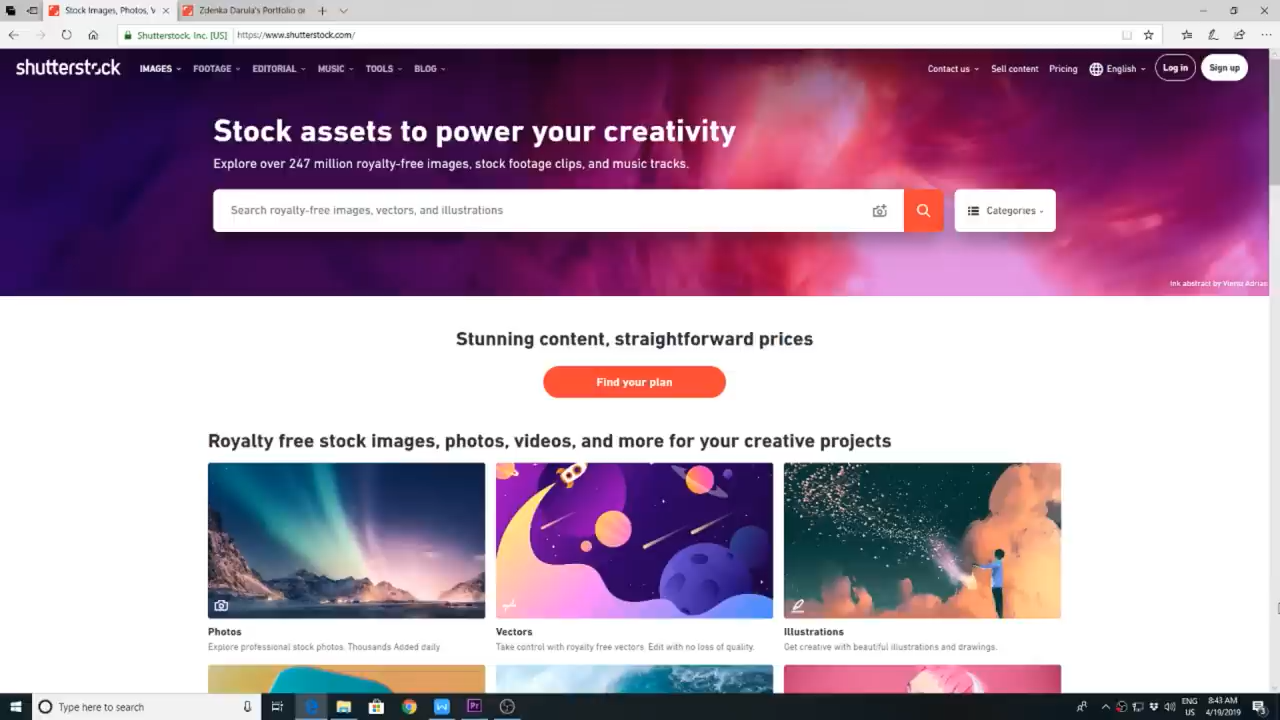 Stock Images, Photos, V
Zdenka Darula's Portfolio on
Shutterstock, Inc. [US]
https://www.shutterstock.com/
shutterstock
IMAGES
FOOTAGE
EDITORIAL
MUSIC
TOOLS
BLOG
Contact us
Sell content
Pricing
English
Log in
Sign up
Stock assets to power your creativity
Explore over 247 million royalty-free images, stock footage clips, and music tracks.
Search royalty-free images, vectors, and illustrations
Categories
Ink abstract by
Stunning content, straightforward prices
Find your plan
Royalty free stock images, photos, videos, and more for your creative projects
Photos
Explore professional stock photos. Thousands Added daily.
Vectors
Take control with royalty free vectors. Edit with no loss of quality.
Illustrations
Get creative with beautiful illustrations and drawings.
Type here to search
ENG
US
8:43 AM
4/19/2019